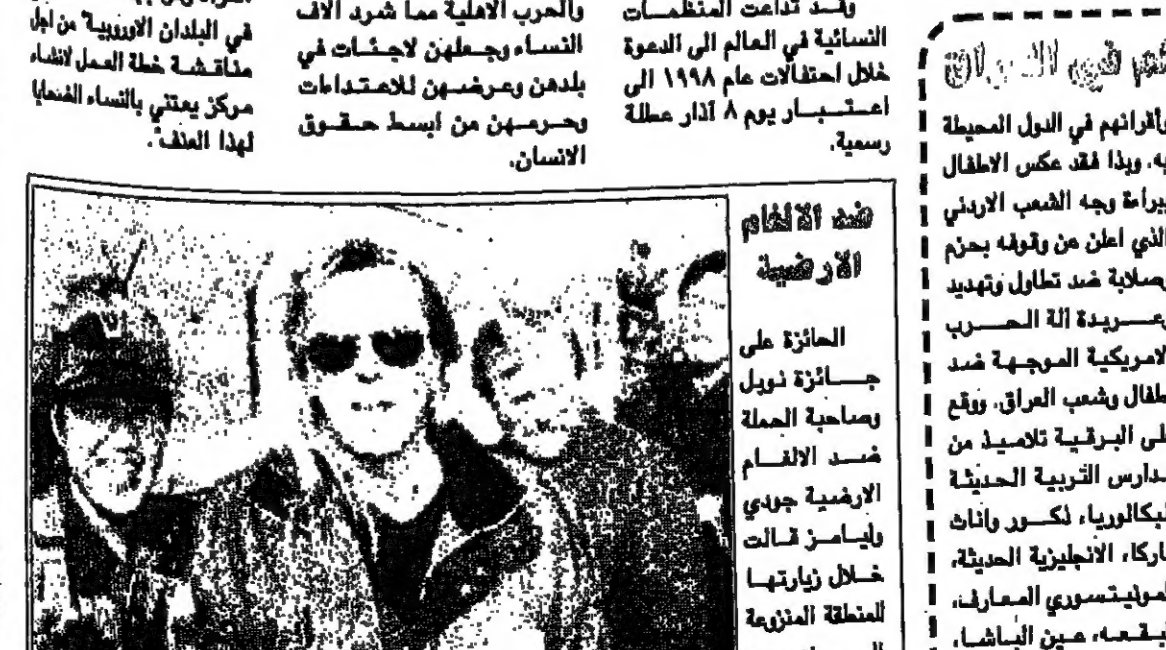 وأقرانهم في الدول المحيطة
به. وبذا فقد عكس الاطفال
ببراءة وجه الشعب الاردني
الذي اعلن عن وقوفه بحزم
وصلابة ضد تطاول وتهديد
وعربدة آلة الحرب
الامريكية الموجهة ضد
اطفال وشعب العراق. ووقع
على البرقية تلاميذ من
مدارس التربية الحديثة
البكالوريا، ذكور واناث
ماركا، الانجليزية الحديثة،
المونيتسوري المعارف،
عين الباشا،
وقد تداعت المنظمات
النسائية في العالم الى الدعوة
خلال احتفالات عام ١٩٩٨ الى
اعتبار يوم ٨ آذار عطلة
رسمية.
والحرب الاهلية مما شرد الاف
النساء وجعلهن لاجئات في
بلدهن وعرضهن للاعتداءات
وحرمهن من ابسط حقوق
الانسان.
في البلدان الاوروبية" من اجل
مناقشة خطة العمل لانشاء
مركز يعتني بالنساء الضحايا
لهذا العنف".
ضد الالغام
الارضية
الحائزة على
جائزة نوبل
وصاحبة الحملة
ضد الالغام
الارضية جودي
وليامز قالت
خلال زيارتها
للمنطقة المنزوعة